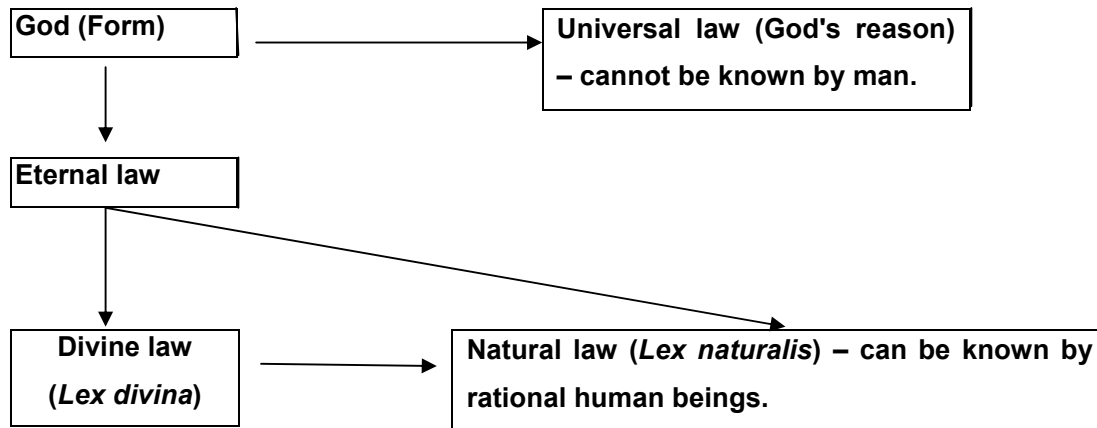 God (Form)
Universal law (God's reason)
– cannot be known by man.
Eternal law
Divine law
(Lex divina)
Natural law (Lex naturalis) – can be known by
rational human beings.